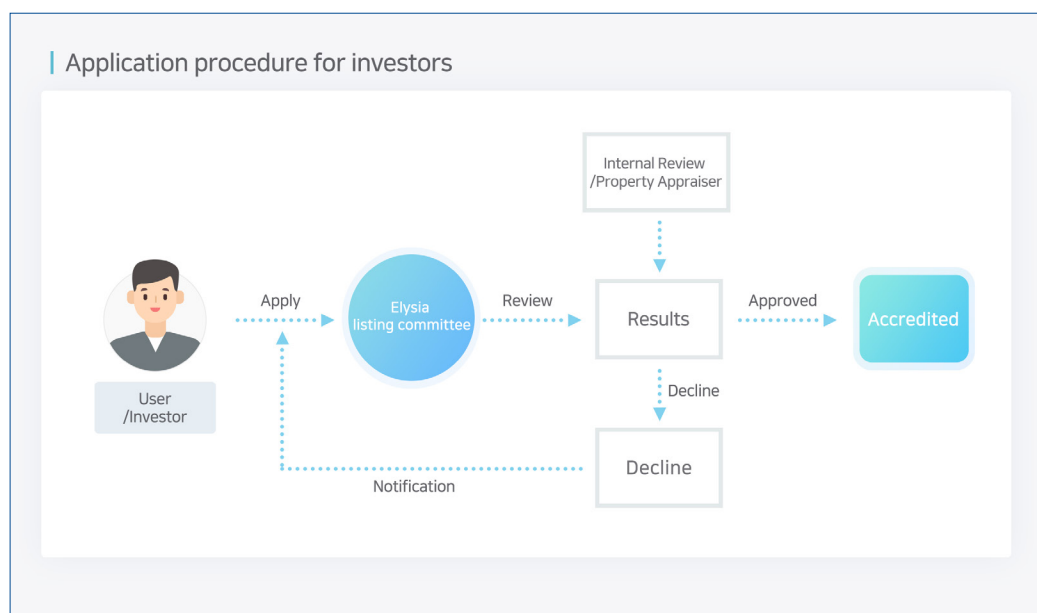 Application procedure for investors
Internal Review
/Property Appraiser
Apply
Elysia
listing committee
Review
Results
Approved
Accredited
User
/Investor
Decline
Decline
Notification